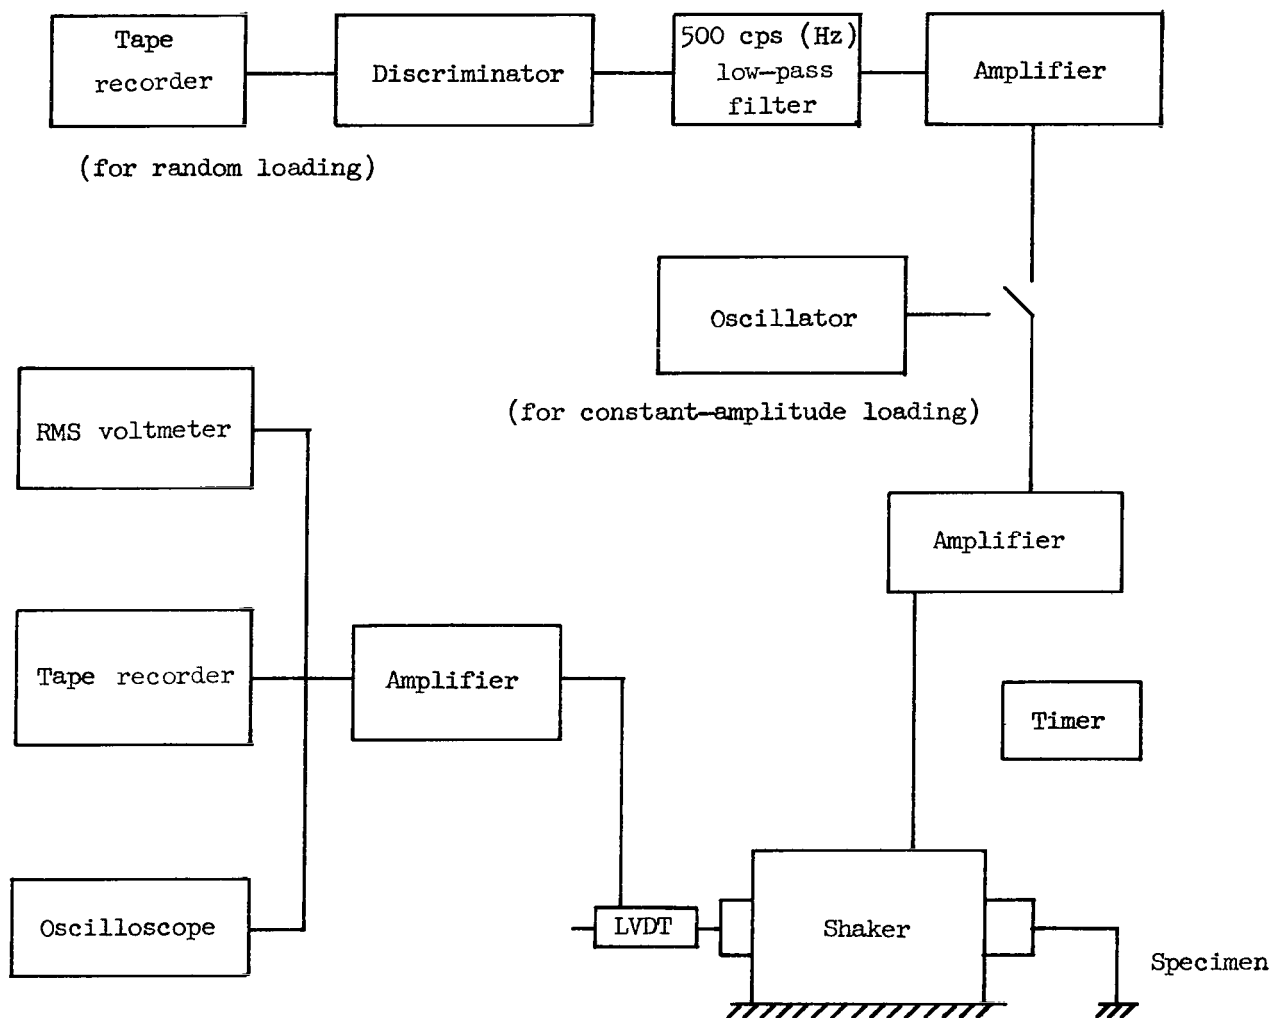 Tape
recorder
Discriminator
500 cps (Hz)
low-pass
filter
Amplifier
(for random loading)
Oscillator
(for constant-amplitude loading)
RMS voltmeter
Amplifier
Tape recorder
Amplifier
Timer
Oscilloscope
LVDT
Shaker
Specimen